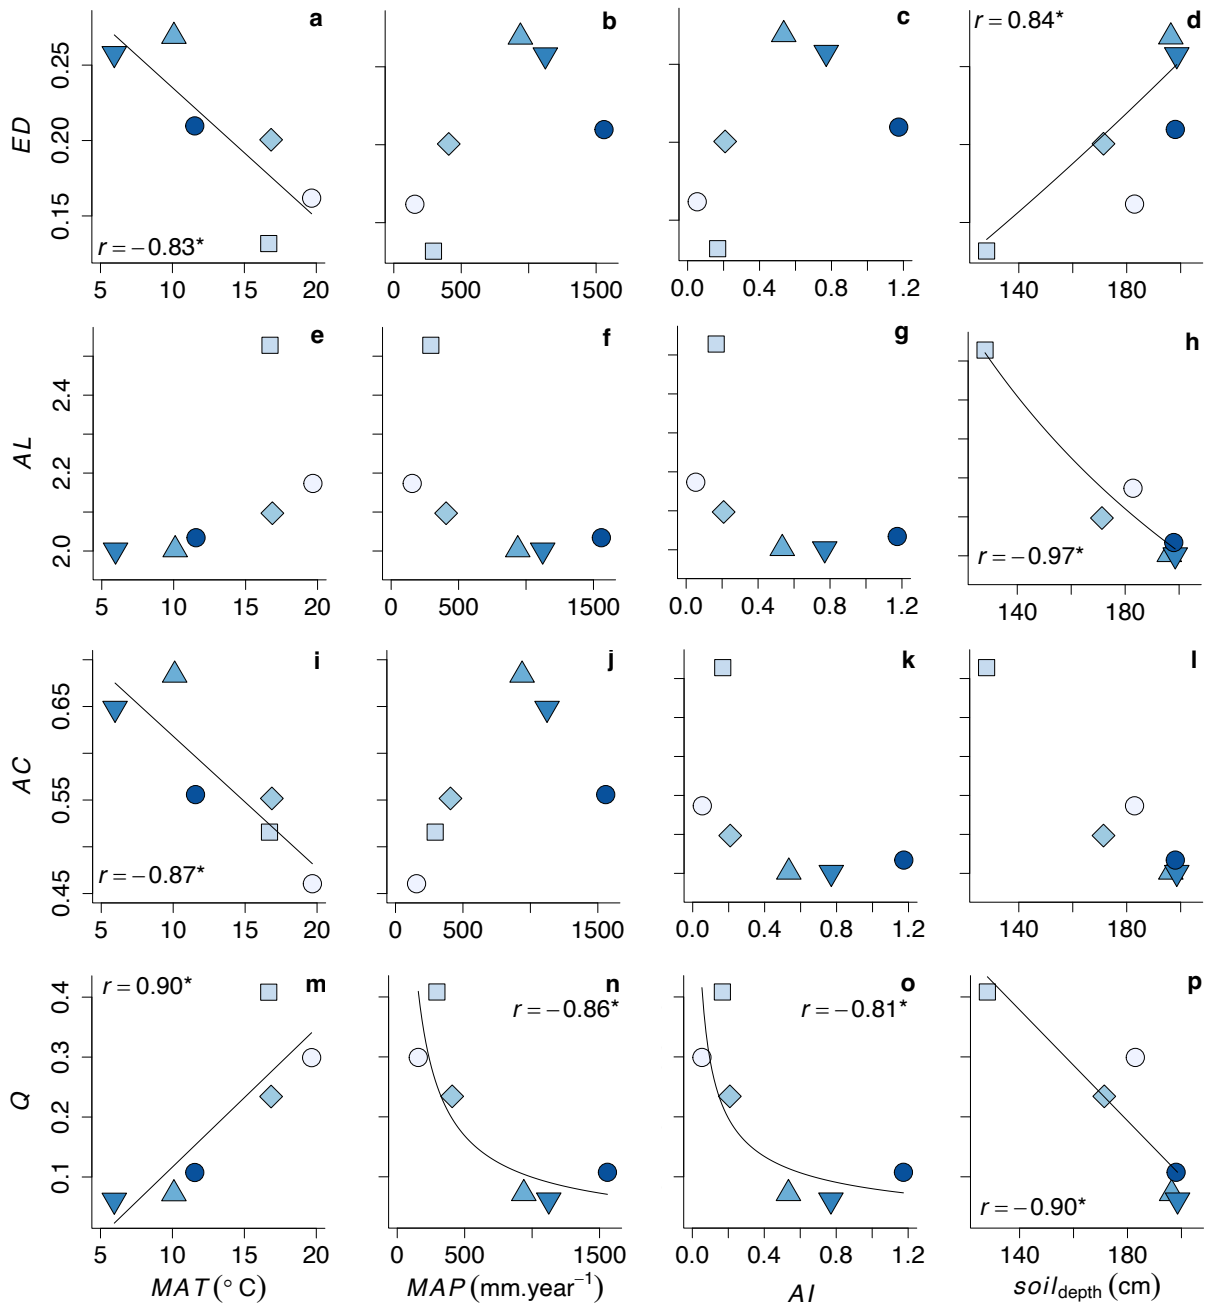 a b c d
r = 0.84*
r = −0.83*
ED
0.15 0.20 0.25
5 10 15 20
0 500 1500
0.0 0.4 0.8 1.2
140 180
e f g h
r = −0.97*
AL
2.0 2.2 2.4
5 10 15 20
0 500 1500
0.0 0.4 0.8 1.2
140 180
i j k l
r = −0.87*
AC
0.45 0.55 0.65
5 10 15 20
0 500 1500
0.0 0.4 0.8 1.2
140 180
r = 0.90* m n o p
r = −0.86* r = −0.81*
r = −0.90*
Q
0.1 0.2 0.3 0.4
5 10 15 20
0 500 1500
0.0 0.4 0.8 1.2
140 180
MAT (° C) MAP (mm.year⁻¹) AI soil_depth (cm)